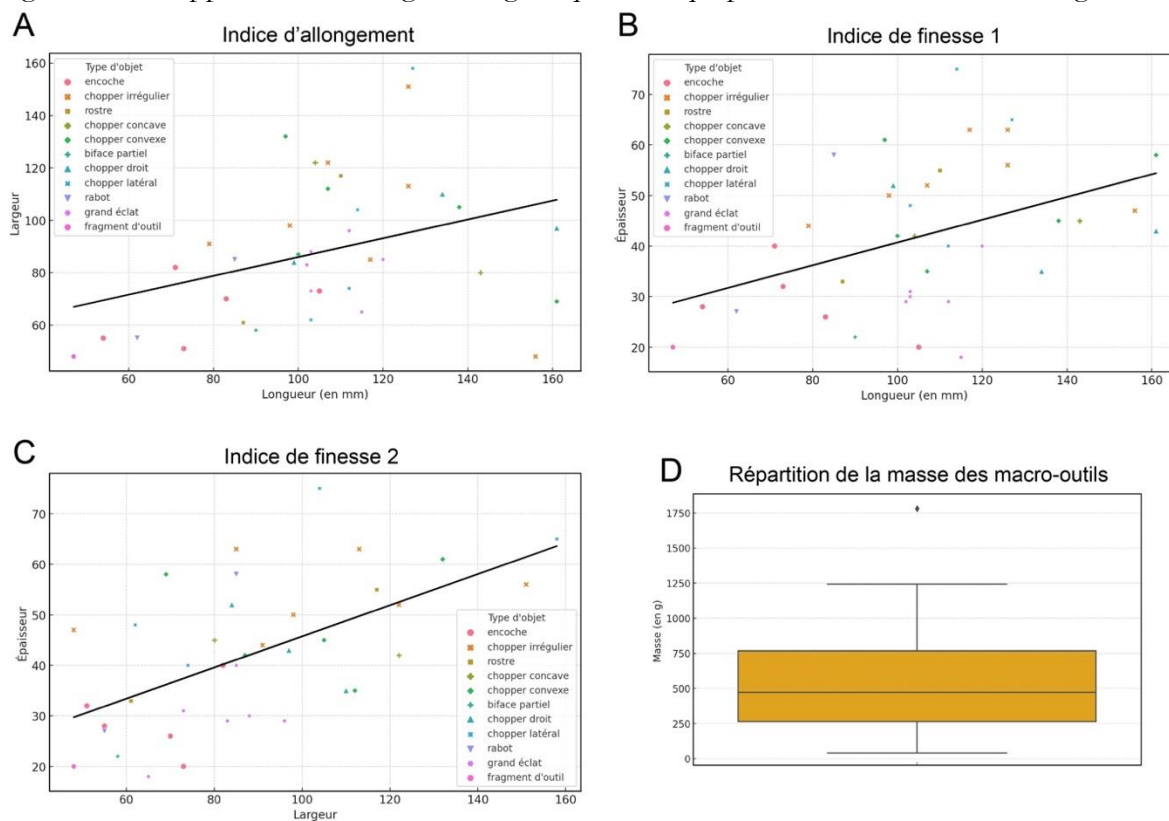 A
Indice d'allongement
Largeur
160
140
120
100
80
60
Type d'objet
encoche
chopper irrégulier
rostre
chopper concave
chopper convexe
biface partiel
chopper droit
chopper latéral
rabot
grand éclat
fragment d'outil
60 80 100 120 140 160
Longueur (en mm)
B
Indice de finesse 1
Épaisseur
70
60
50
40
30
20
Type d'objet
encoche
chopper irrégulier
rostre
chopper concave
chopper convexe
biface partiel
chopper droit
chopper latéral
rabot
grand éclat
fragment d'outil
60 80 100 120 140 160
Longueur (en mm)
C
Indice de finesse 2
Épaisseur
70
60
50
40
30
20
Type d'objet
encoche
chopper irrégulier
rostre
chopper concave
chopper convexe
biface partiel
chopper droit
chopper latéral
rabot
grand éclat
fragment d'outil
60 80 100 120 140 160
Largeur
D
Répartition de la masse des macro-outils
Masse (en g)
1750
1500
1250
1000
750
500
250
0